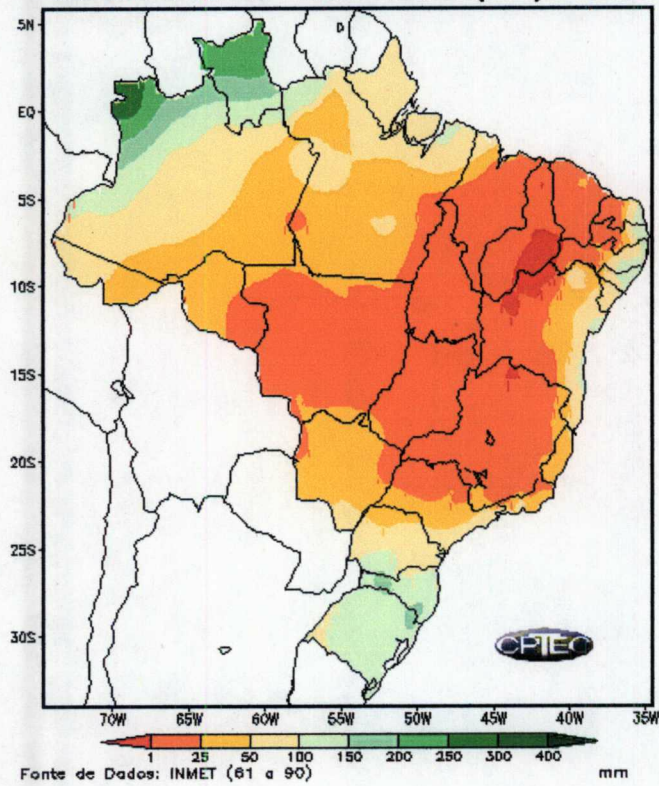 5N
EQ
5S
10S
15S
20S
25S
30S
CPTEC
70W 65W 60W 55W 50W 45W 40W 35W
1 25 50 100 150 200 250 300 400
Fonte de Dados: INMET (61 a 90) mm